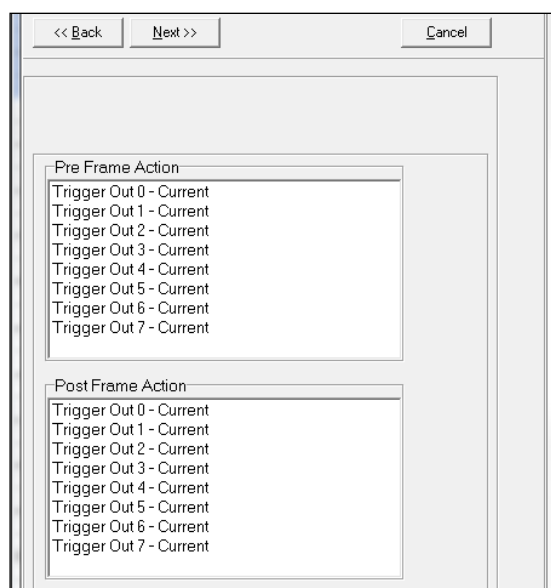 << Back Next >> Cancel
Pre Frame Action
Trigger Out 0 - Current
Trigger Out 1 - Current
Trigger Out 2 - Current
Trigger Out 3 - Current
Trigger Out 4 - Current
Trigger Out 5 - Current
Trigger Out 6 - Current
Trigger Out 7 - Current
Post Frame Action
Trigger Out 0 - Current
Trigger Out 1 - Current
Trigger Out 2 - Current
Trigger Out 3 - Current
Trigger Out 4 - Current
Trigger Out 5 - Current
Trigger Out 6 - Current
Trigger Out 7 - Current